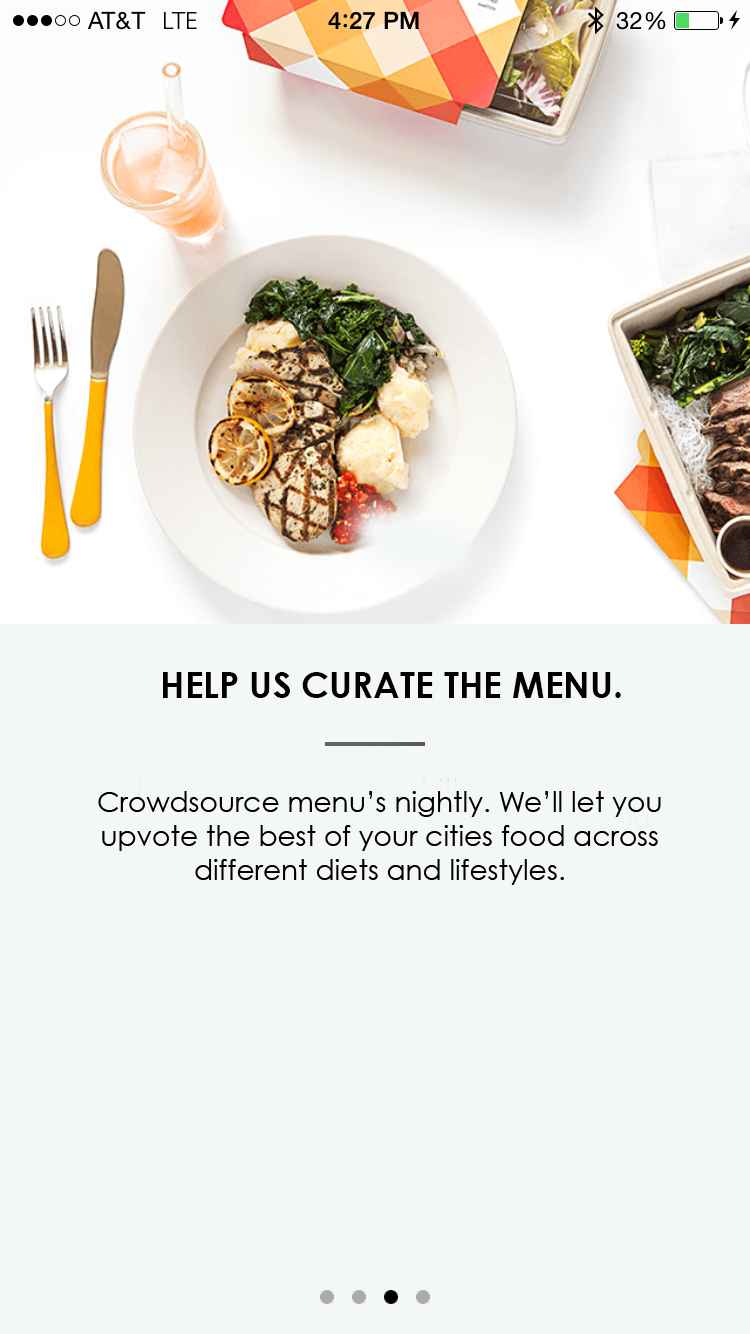 AT&T LTE 4:27 PM 32%
HELP US CURATE THE MENU.
Crowdsource menu’s nightly. We’ll let you
upvote the best of your cities food across
different diets and lifestyles.